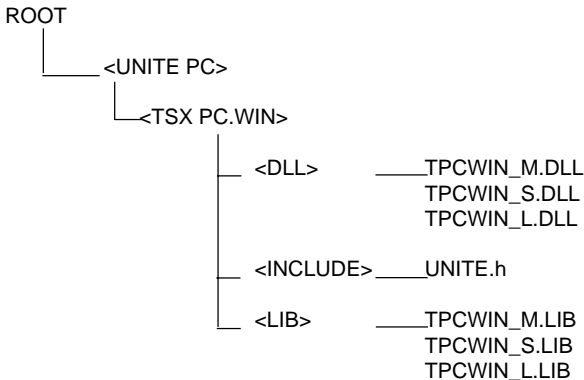 ROOT
<UNITE PC>
<TSX PC.WIN>
<DLL> TPCWIN_M.DLL
TPCWIN_S.DLL
TPCWIN_L.DLL
<INCLUDE> UNITE.h
<LIB> TPCWIN_M.LIB
TPCWIN_S.LIB
TPCWIN_L.LIB